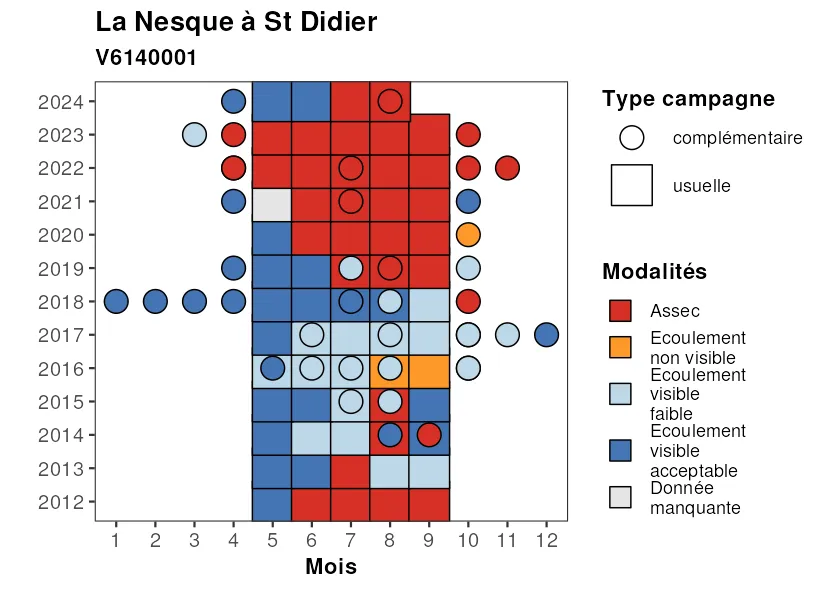 La Nesque à St Didier
V6140001
2024
2023
2022
2021
2020
2019
2018
2017
2016
2015
2014
2013
2012
1 2 3 4 5 6 7 8 9 10 11 12
Mois
Type campagne
complémentaire
usuelle
Modalités
Assec
Ecoulement
non visible
Ecoulement
visible
faible
Ecoulement
visible
acceptable
Donnée
manquante